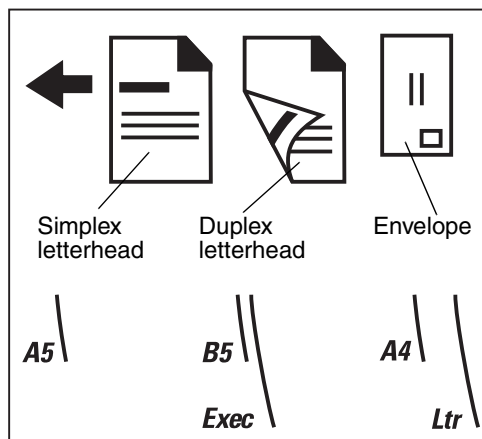 Simplex
letterhead
Duplex
letterhead
Envelope
A5
B5
A4
Exec
Ltr